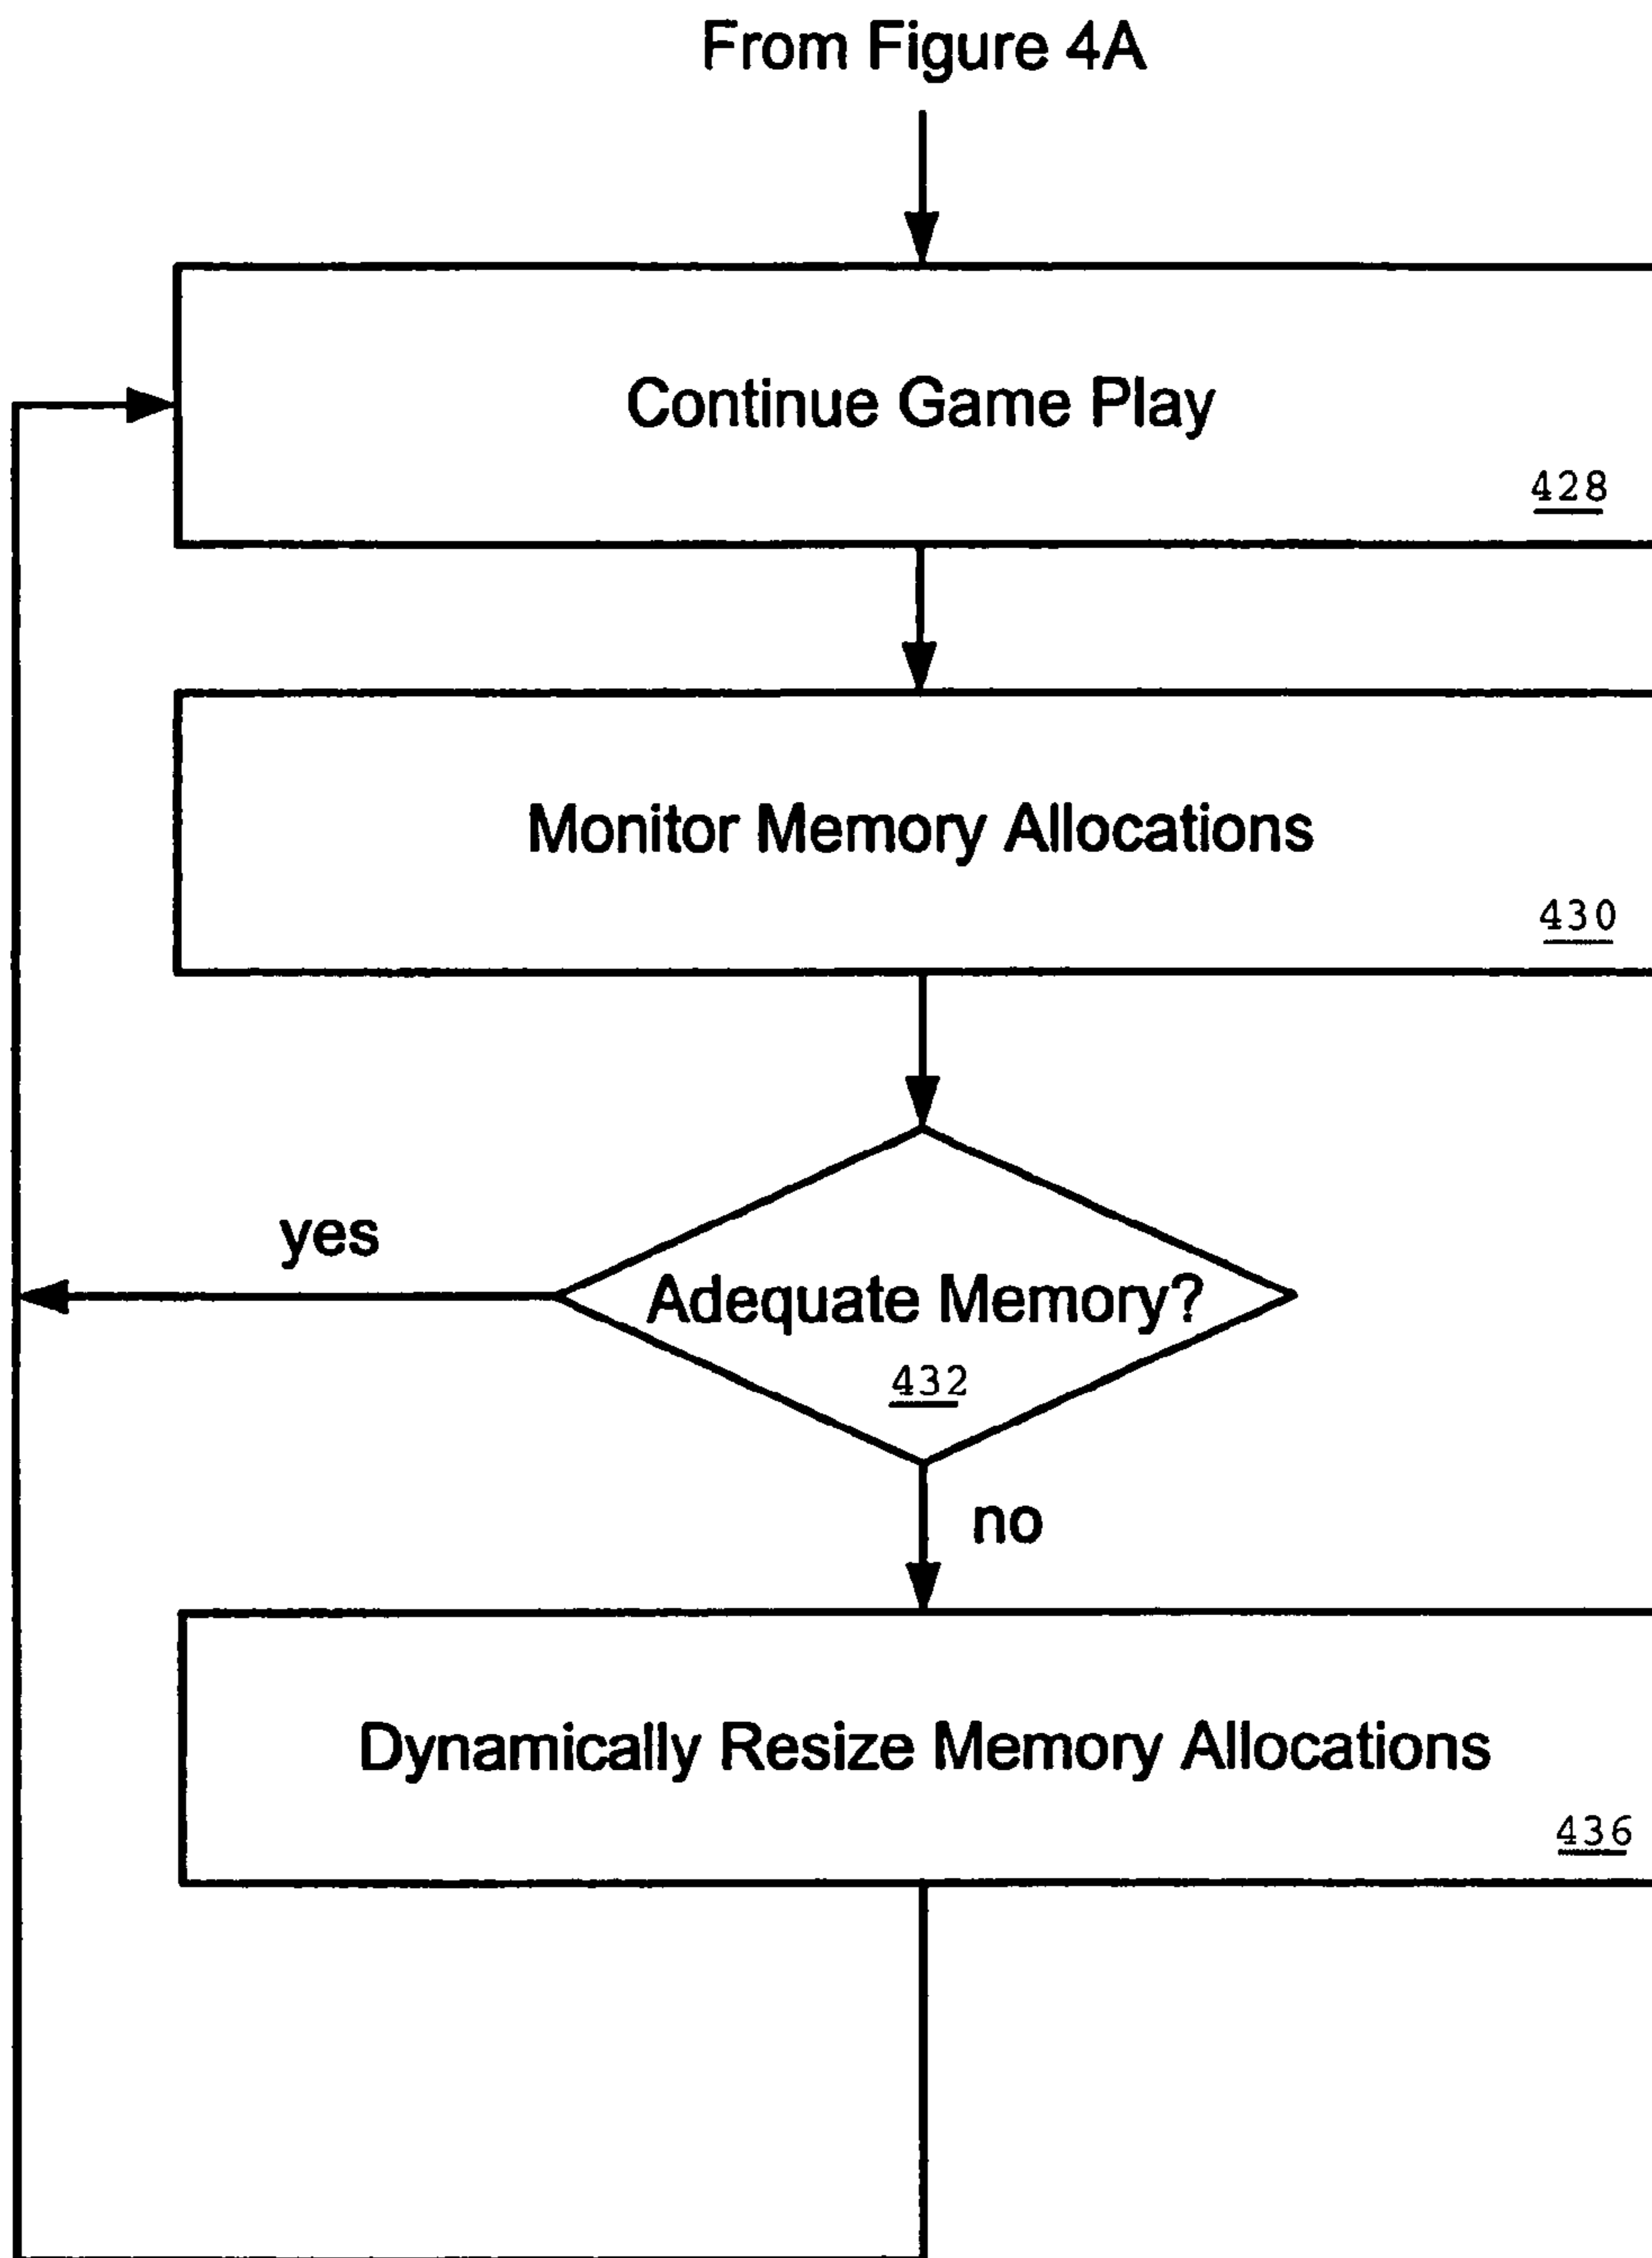 From Figure 4A
Continue Game Play
428
Monitor Memory Allocations
430
yes
Adequate Memory?
432
no
Dynamically Resize Memory Allocations
436